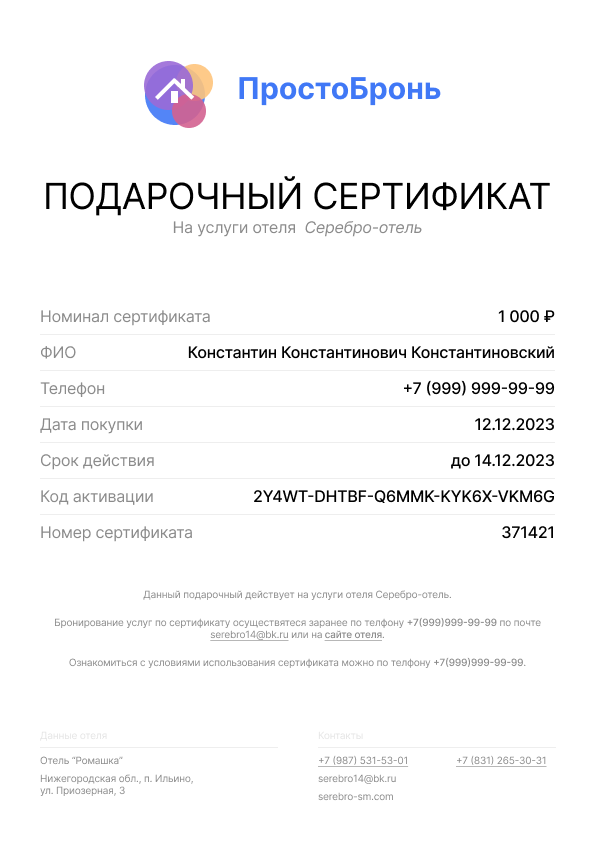 ПростоБронь
ПОДАРОЧНЫЙ СЕРТИФИКАТ
На услуги отеля Серебро-отель
Номинал сертификата 1 000 ₽
ФИО Константин Константинович Константиновский
Телефон +7 (999) 999-99-99
Дата покупки 12.12.2023
Срок действия до 14.12.2023
Код активации 2Y4WT-DHTBF-Q6MMK-KYK6X-VKM6G
Номер сертификата 371421
Данный подарочный действует на услуги отеля Серебро-отель.
Бронирование услуг по сертификату осуществятеся заранее по телфону +7(999)999-99-99 по почте
serebro14@bk.ru или на сайте отеля.
Ознакомиться с условиями использования сертификата можно по телфону +7(999)999-99-99.
Данные отеля
Отель “Ромашка”
Нижегородская обл., п. Ильино,
ул. Приозерная, 3
Контакты
+7 (987) 531-53-01 +7 (831) 265-30-31
serebro14@bk.ru
serebro-sm.com